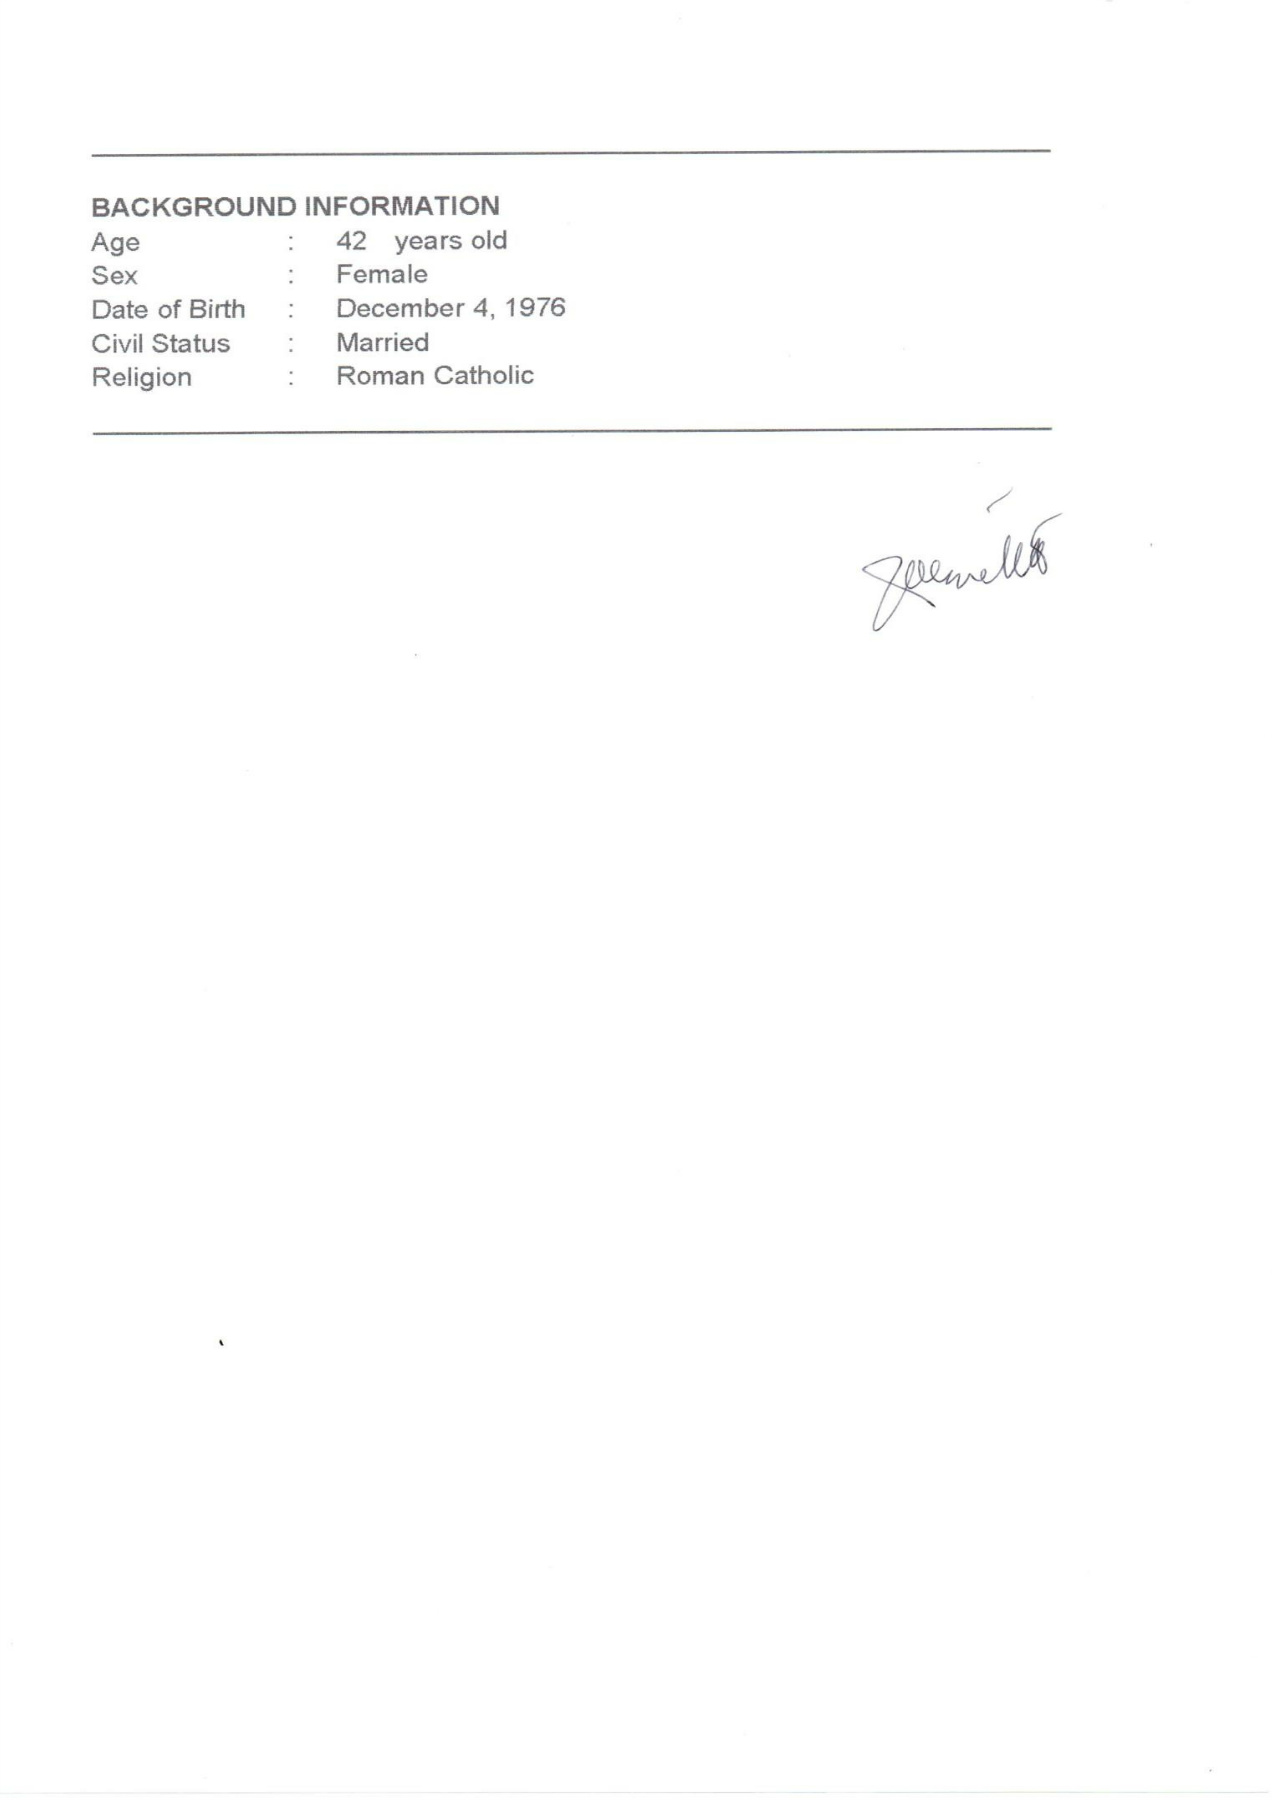 BACKGROUND INFORMATION
Age : 42 years old
Sex : Female
Date of Birth : December 4, 1976
Civil Status : Married
Religion : Roman Catholic